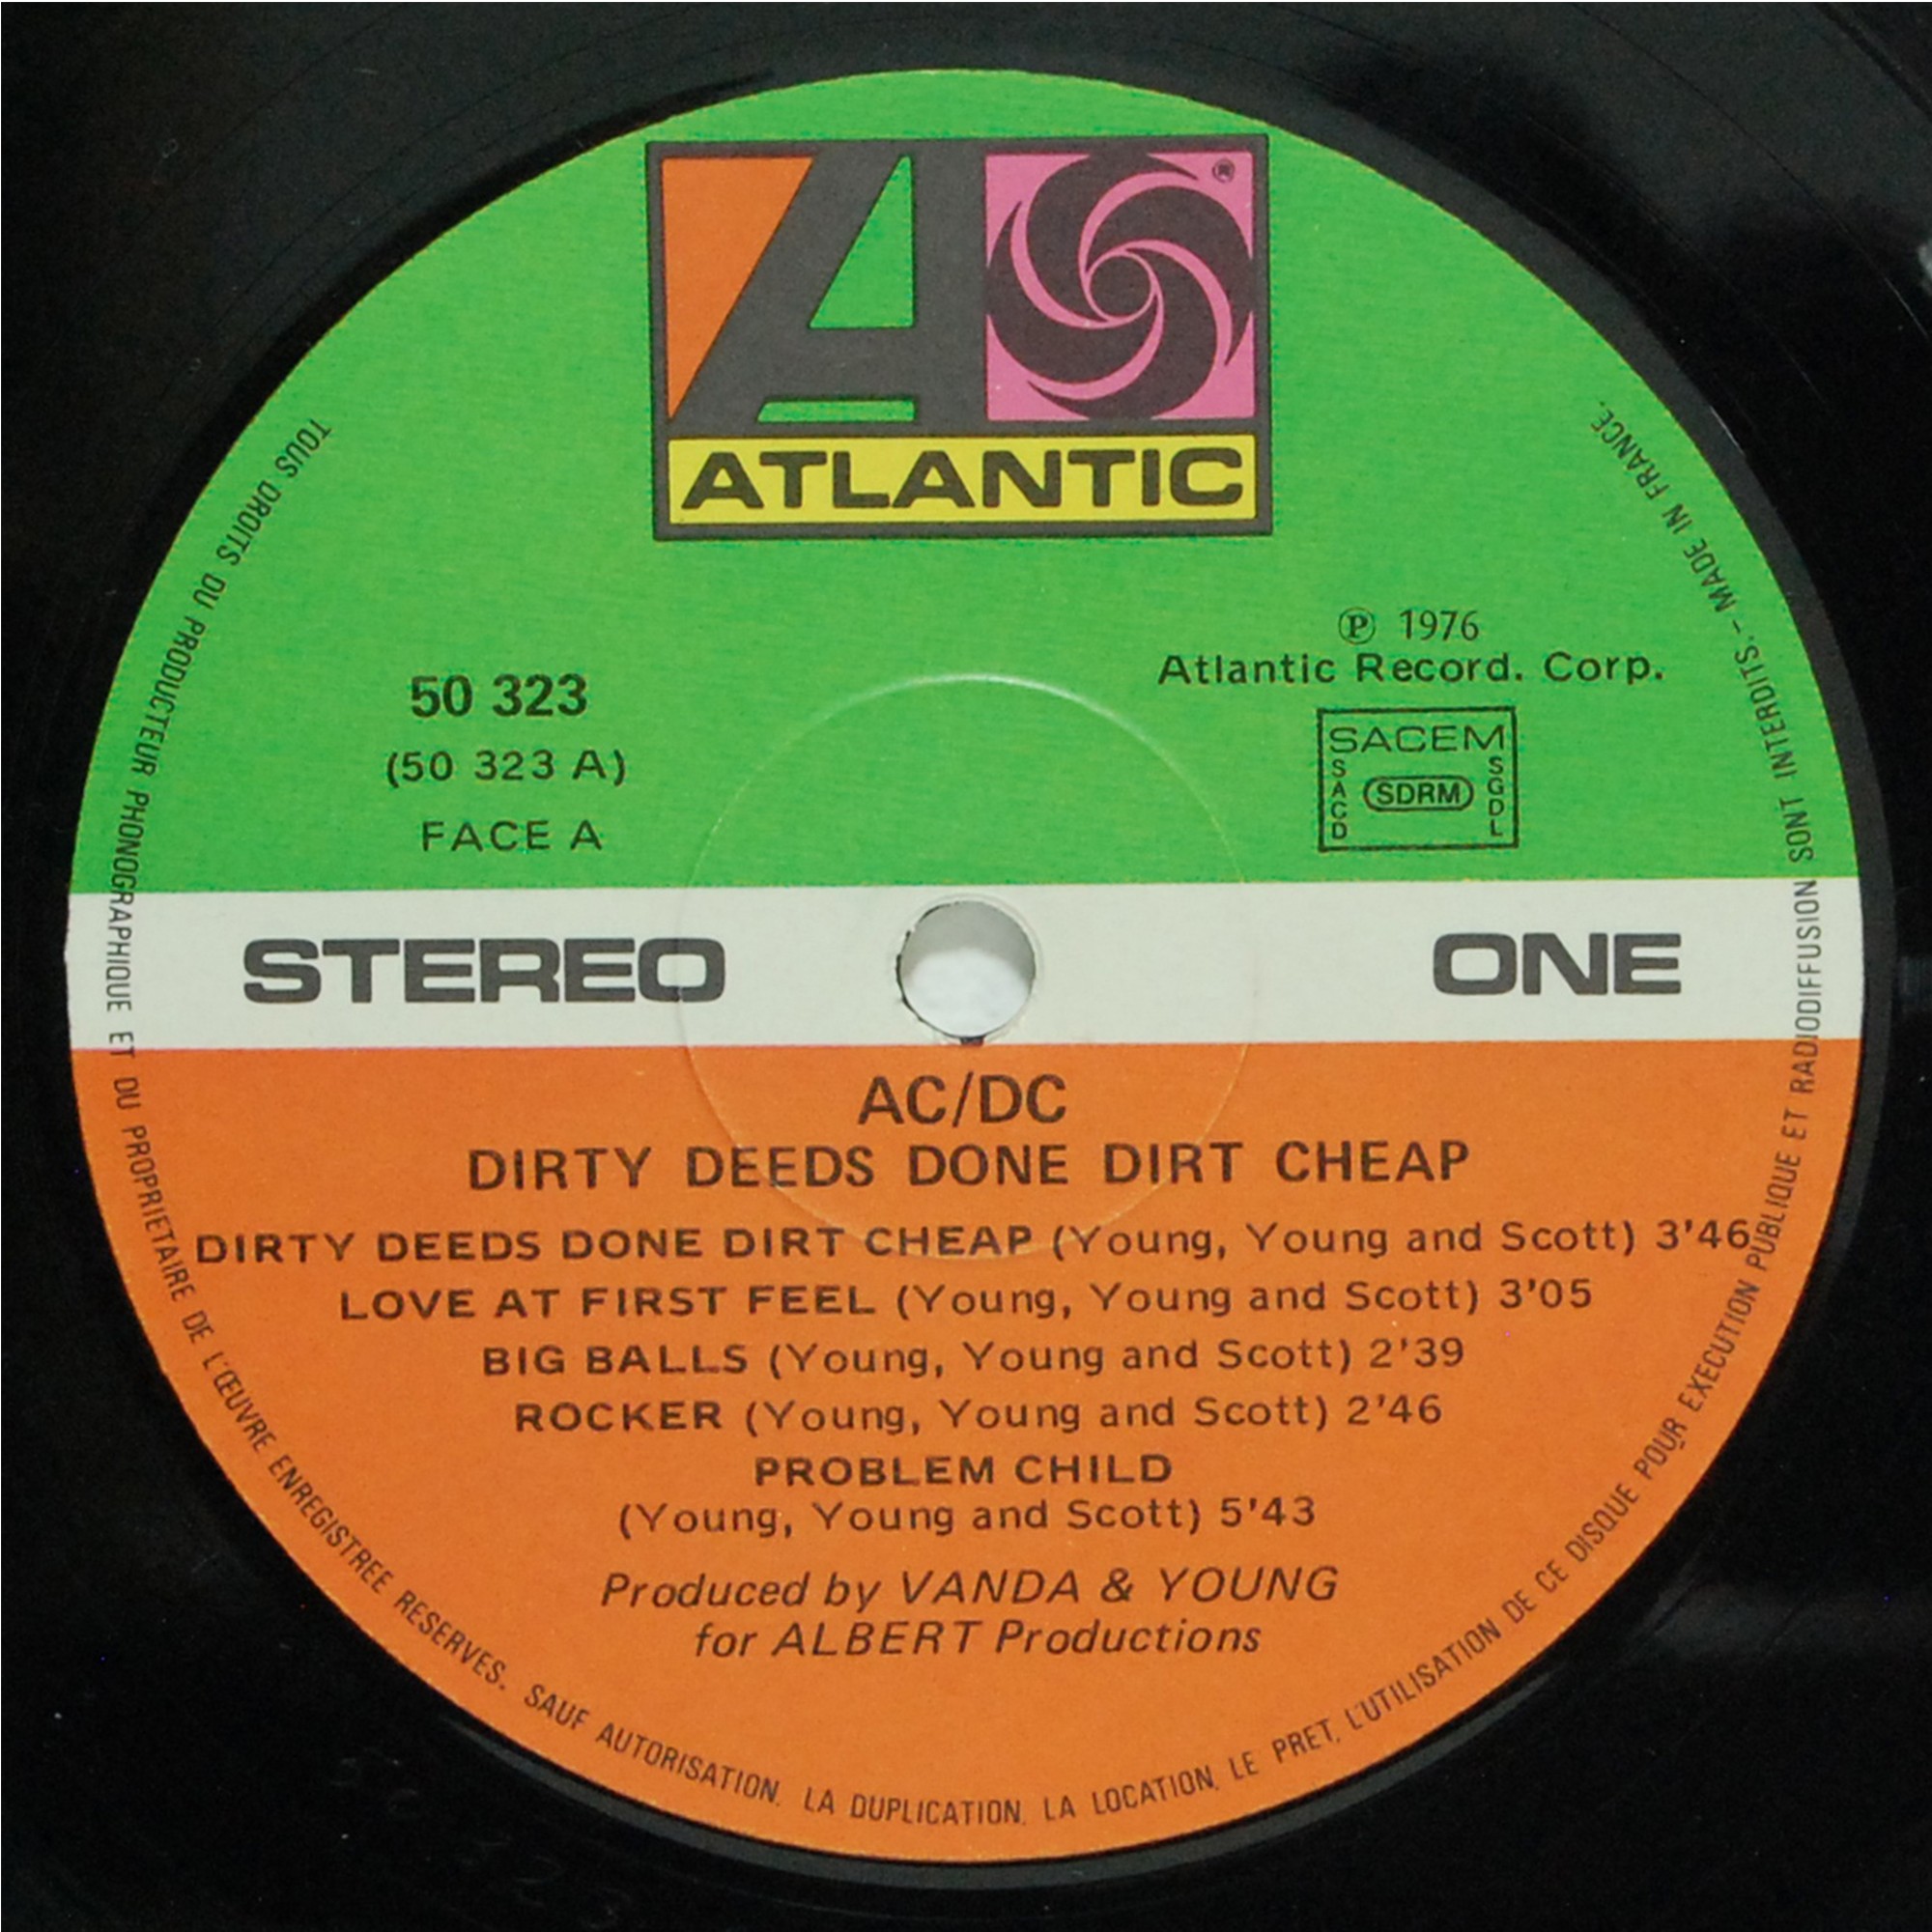 ®
ATLANTIC
℗ 1976
Atlantic Record. Corp.
50 323
(50 323 A)
FACE A
SACEM
SACD
SDRM
SGDL
STEREO
ONE
AC/DC
DIRTY DEEDS DONE DIRT CHEAP
DIRTY DEEDS DONE DIRT CHEAP (Young, Young and Scott) 3'46
LOVE AT FIRST FEEL (Young, Young and Scott) 3'05
BIG BALLS (Young, Young and Scott) 2'39
ROCKER (Young, Young and Scott) 2'46
PROBLEM CHILD
(Young, Young and Scott) 5'43
Produced by VANDA & YOUNG
for ALBERT Productions
TOUS DROITS DU PRODUCTEUR PHONOGRAPHIQUE ET DU PROPRIETAIRE DE L'ŒUVRE ENREGISTREE RESERVES. SAUF AUTORISATION, LA DUPLICATION, LA LOCATION, LE PRET, L'UTILISATION DE CE DISQUE POUR EXECUTION PUBLIQUE ET RADIODIFFUSION SONT INTERDITS. - MADE IN FRANCE.